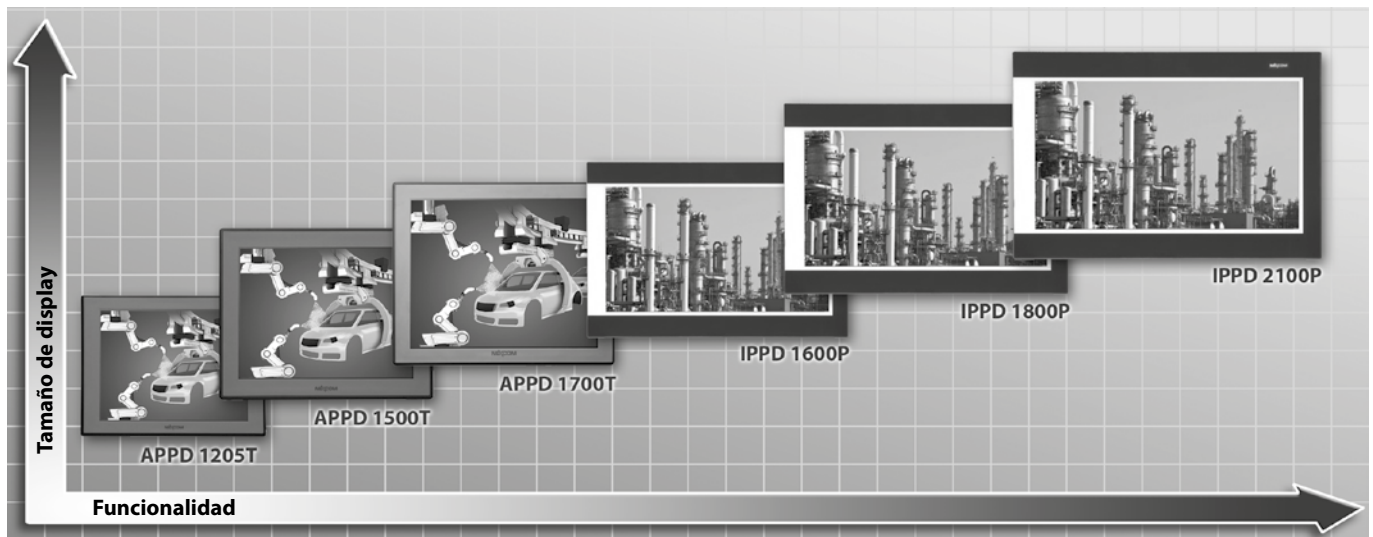 Tamaño de display
Funcionalidad
APPD 1205T
APPD 1500T
APPD 1700T
IPPD 1600P
IPPD 1800P
IPPD 2100P